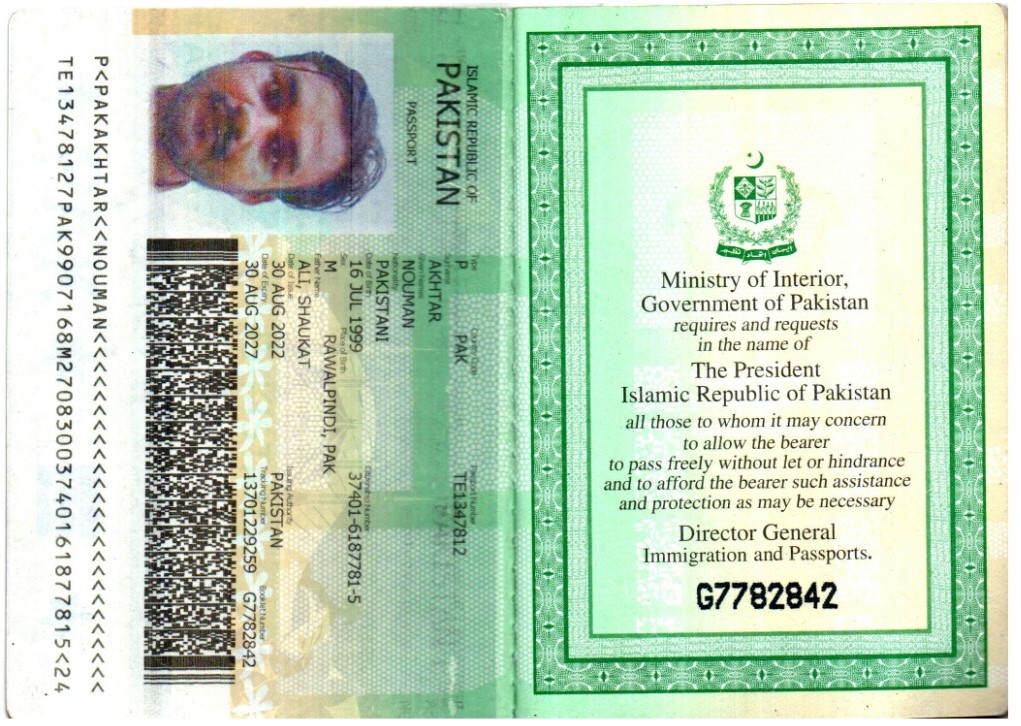 Ministry of Interior,
Government of Pakistan
requires and requests
in the name of
The President
Islamic Republic of Pakistan
all those to whom it may concern
to allow the bearer
to pass freely without let or hindrance
and to afford the bearer such assistance
and protection as may be necessary
Director General
Immigration and Passports.
G7782842
ISLAMIC REPUBLIC OF
PAKISTAN
PASSPORT
Type Country Code Passport Number
P PAK TE1347812
Surname
AKHTAR
Given Names
NOUMAN
Nationality
PAKISTANI
Date of Birth Citizenship Number
16 JUL 1999 37401-6187781-5
Sex Place of Birth
M RAWALPINDI, PAK
Father Name
ALI, SHAUKAT
Date of Issue Issuing Authority
30 AUG 2022 PAKISTAN
Date of Expiry Tracking Number Booklet Number
30 AUG 2027 13701229259 G7782842
P<PAKAKHTAR<<NOUMAN<<<<<<<<<<<<<<<<<<<<<<<<<
TE13478127PAK9907168M27083003740161877815<24